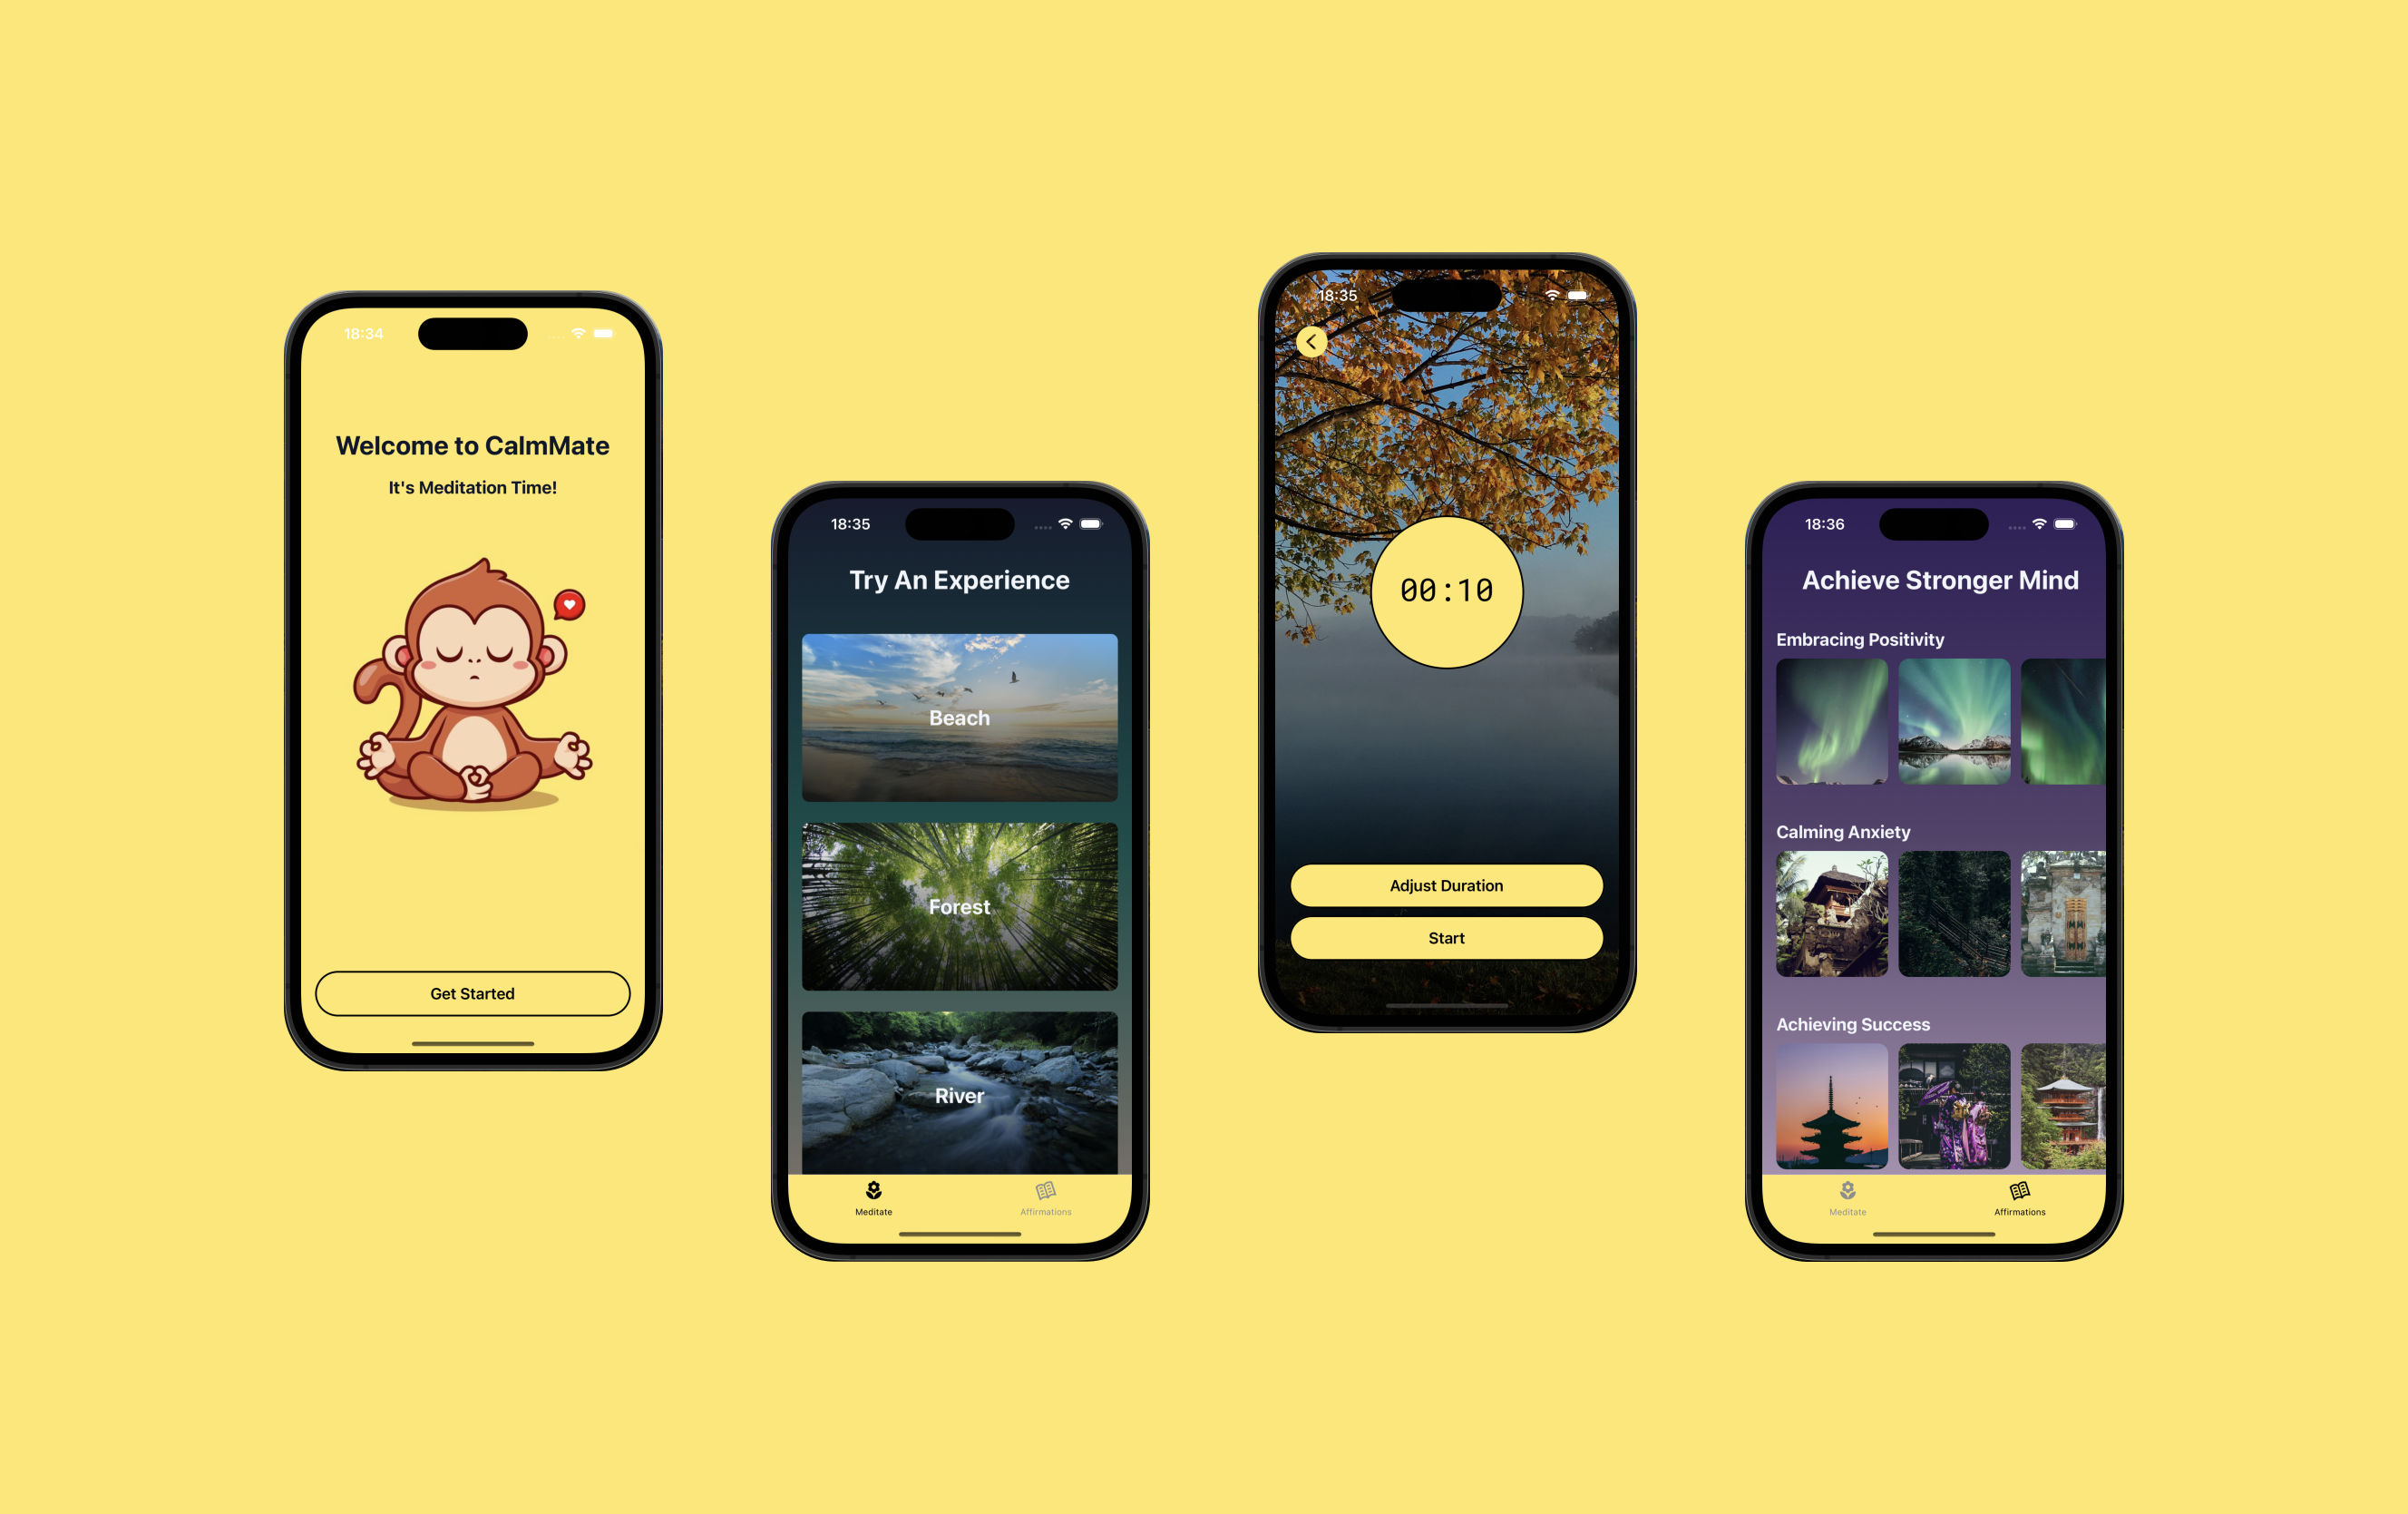 18:34
Welcome to CalmMate
It's Meditation Time!
Get Started
18:35
Try An Experience
Beach
Forest
River
Meditate
Affirmations
18:35
00:10
Adjust Duration
Start
18:36
Achieve Stronger Mind
Embracing Positivity
Calming Anxiety
Achieving Success
Meditate
Affirmations